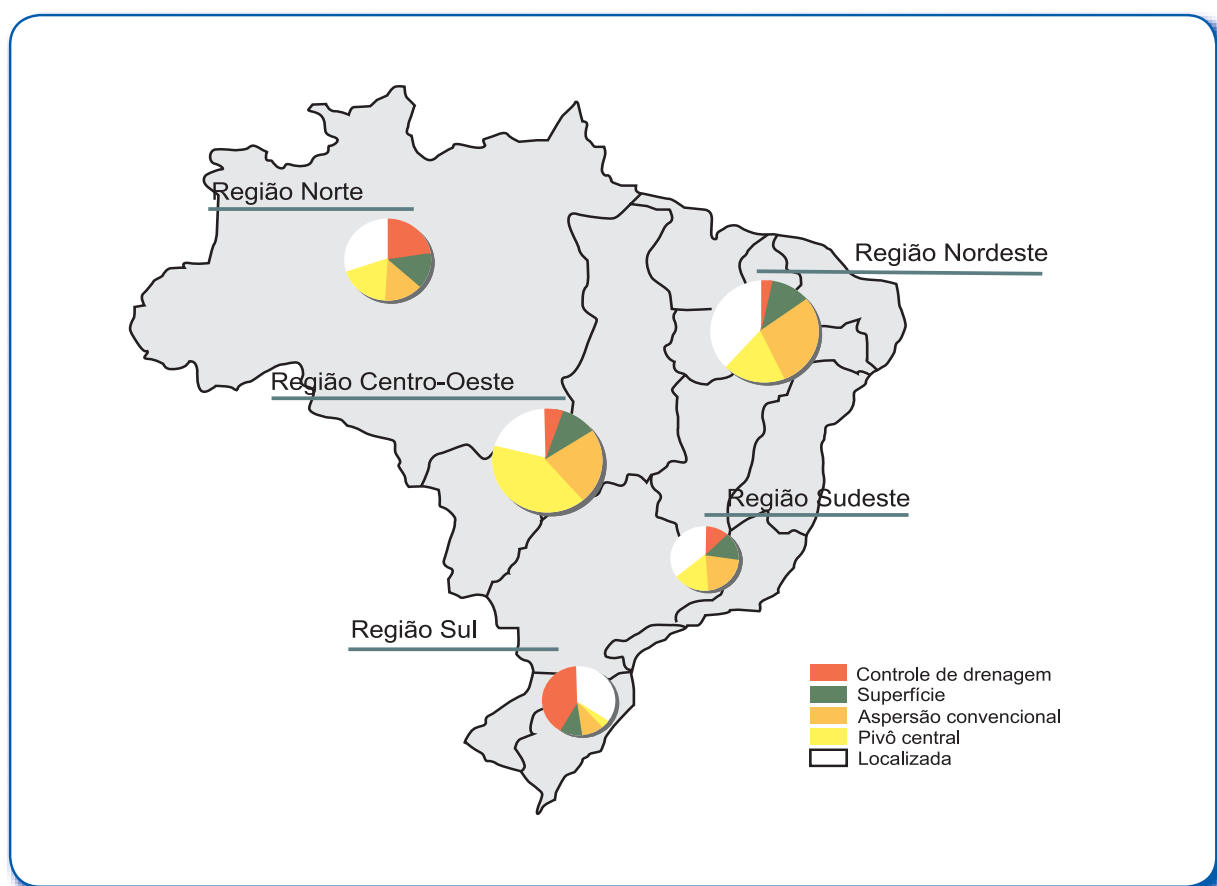 Região Norte
Região Nordeste
Região Centro-Oeste
Região Sudeste
Região Sul
Controle de drenagem
Superfície
Aspersão convencional
Pivô central
Localizada